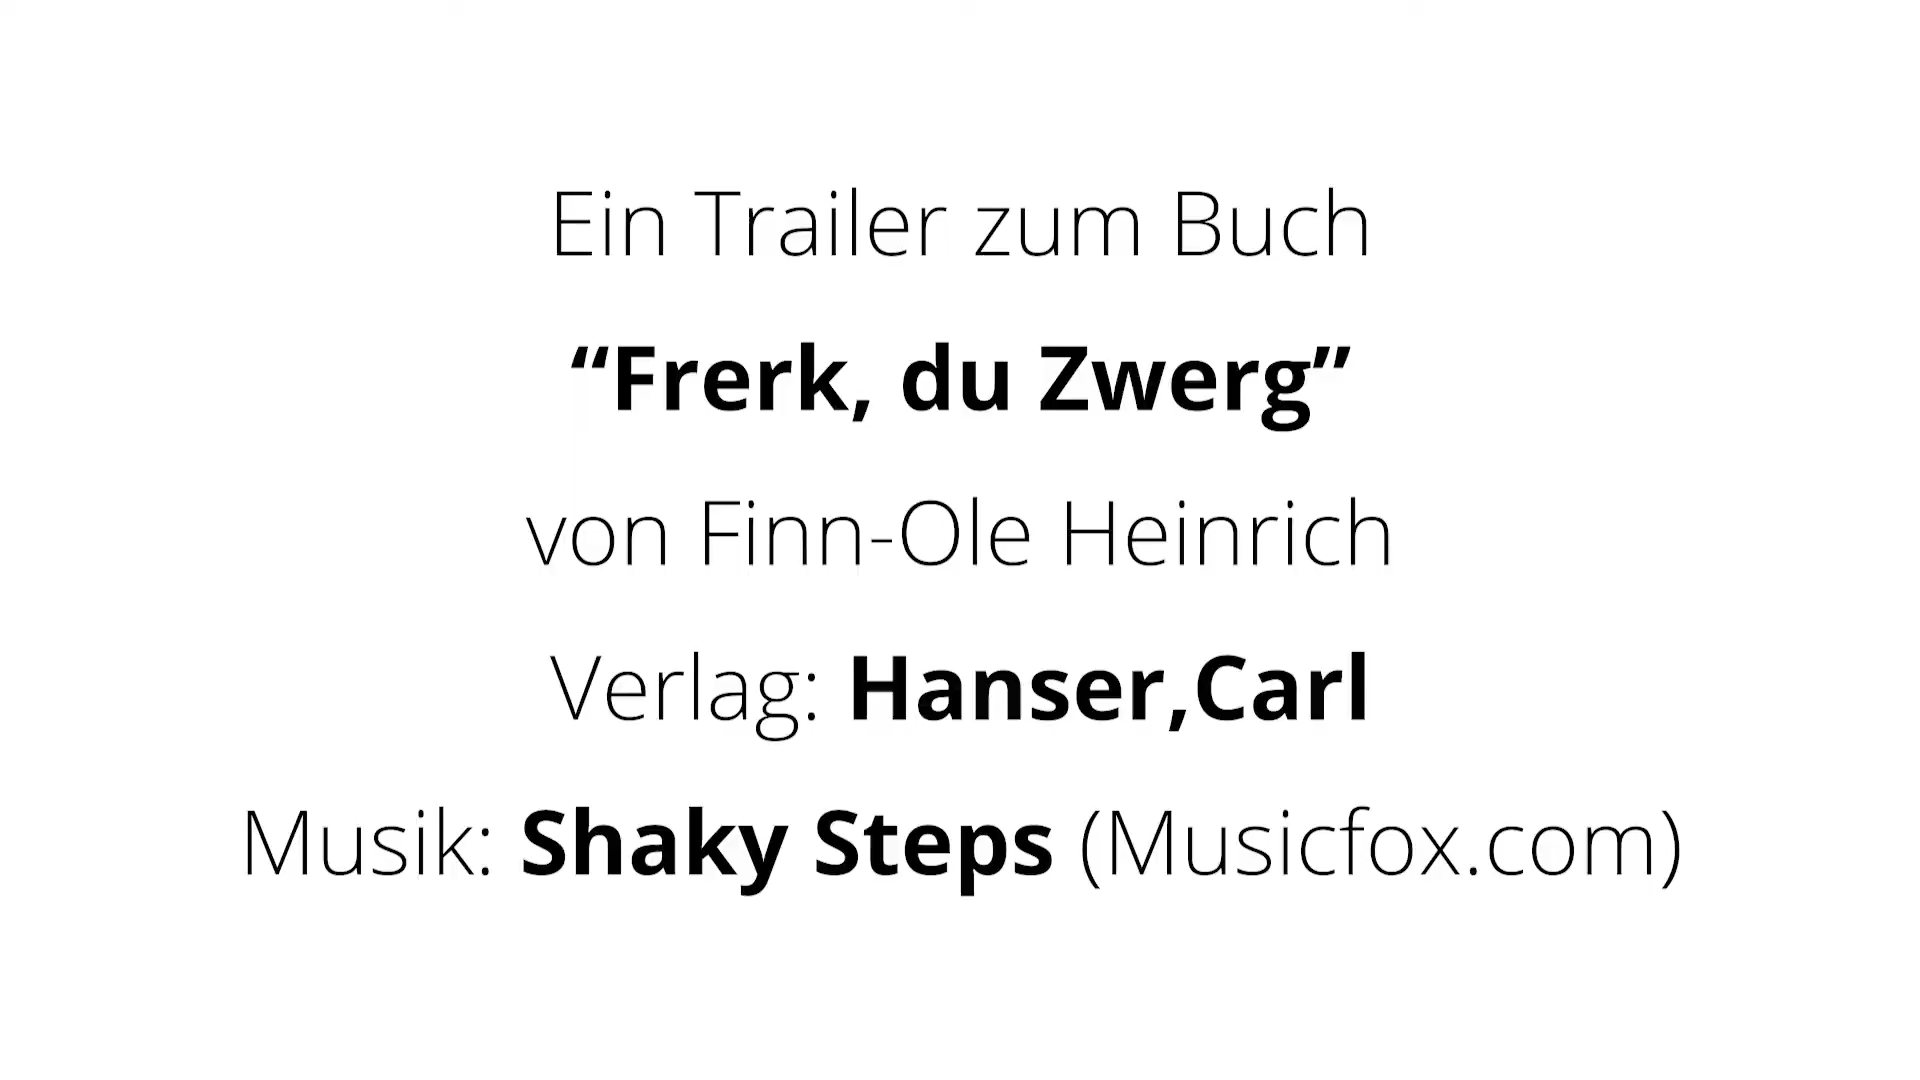 Ein Trailer zum Buch
“Frerk, du Zwerg”
von Finn-Ole Heinrich
Verlag: Hanser,Carl
Musik: Shaky Steps (Musicfox.com)